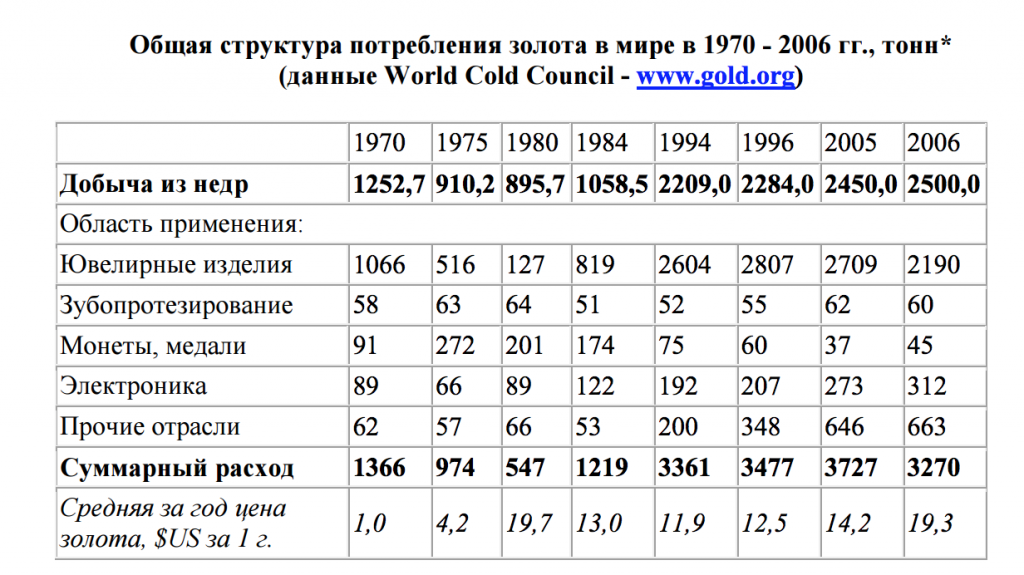 Общая структура потребления золота в мире в 1970 - 2006 гг., тонн*
(данные World Cold Council - www.gold.org)
1970 1975 1980 1984 1994 1996 2005 2006
Добыча из недр 1252,7 910,2 895,7 1058,5 2209,0 2284,0 2450,0 2500,0
Область применения:
Ювелирные изделия 1066 516 127 819 2604 2807 2709 2190
Зубопротезирование 58 63 64 51 52 55 62 60
Монеты, медали 91 272 201 174 75 60 37 45
Электроника 89 66 89 122 192 207 273 312
Прочие отрасли 62 57 66 53 200 348 646 663
Суммарный расход 1366 974 547 1219 3361 3477 3727 3270
Средняя за год цена
золота, $US за 1 г. 1,0 4,2 19,7 13,0 11,9 12,5 14,2 19,3